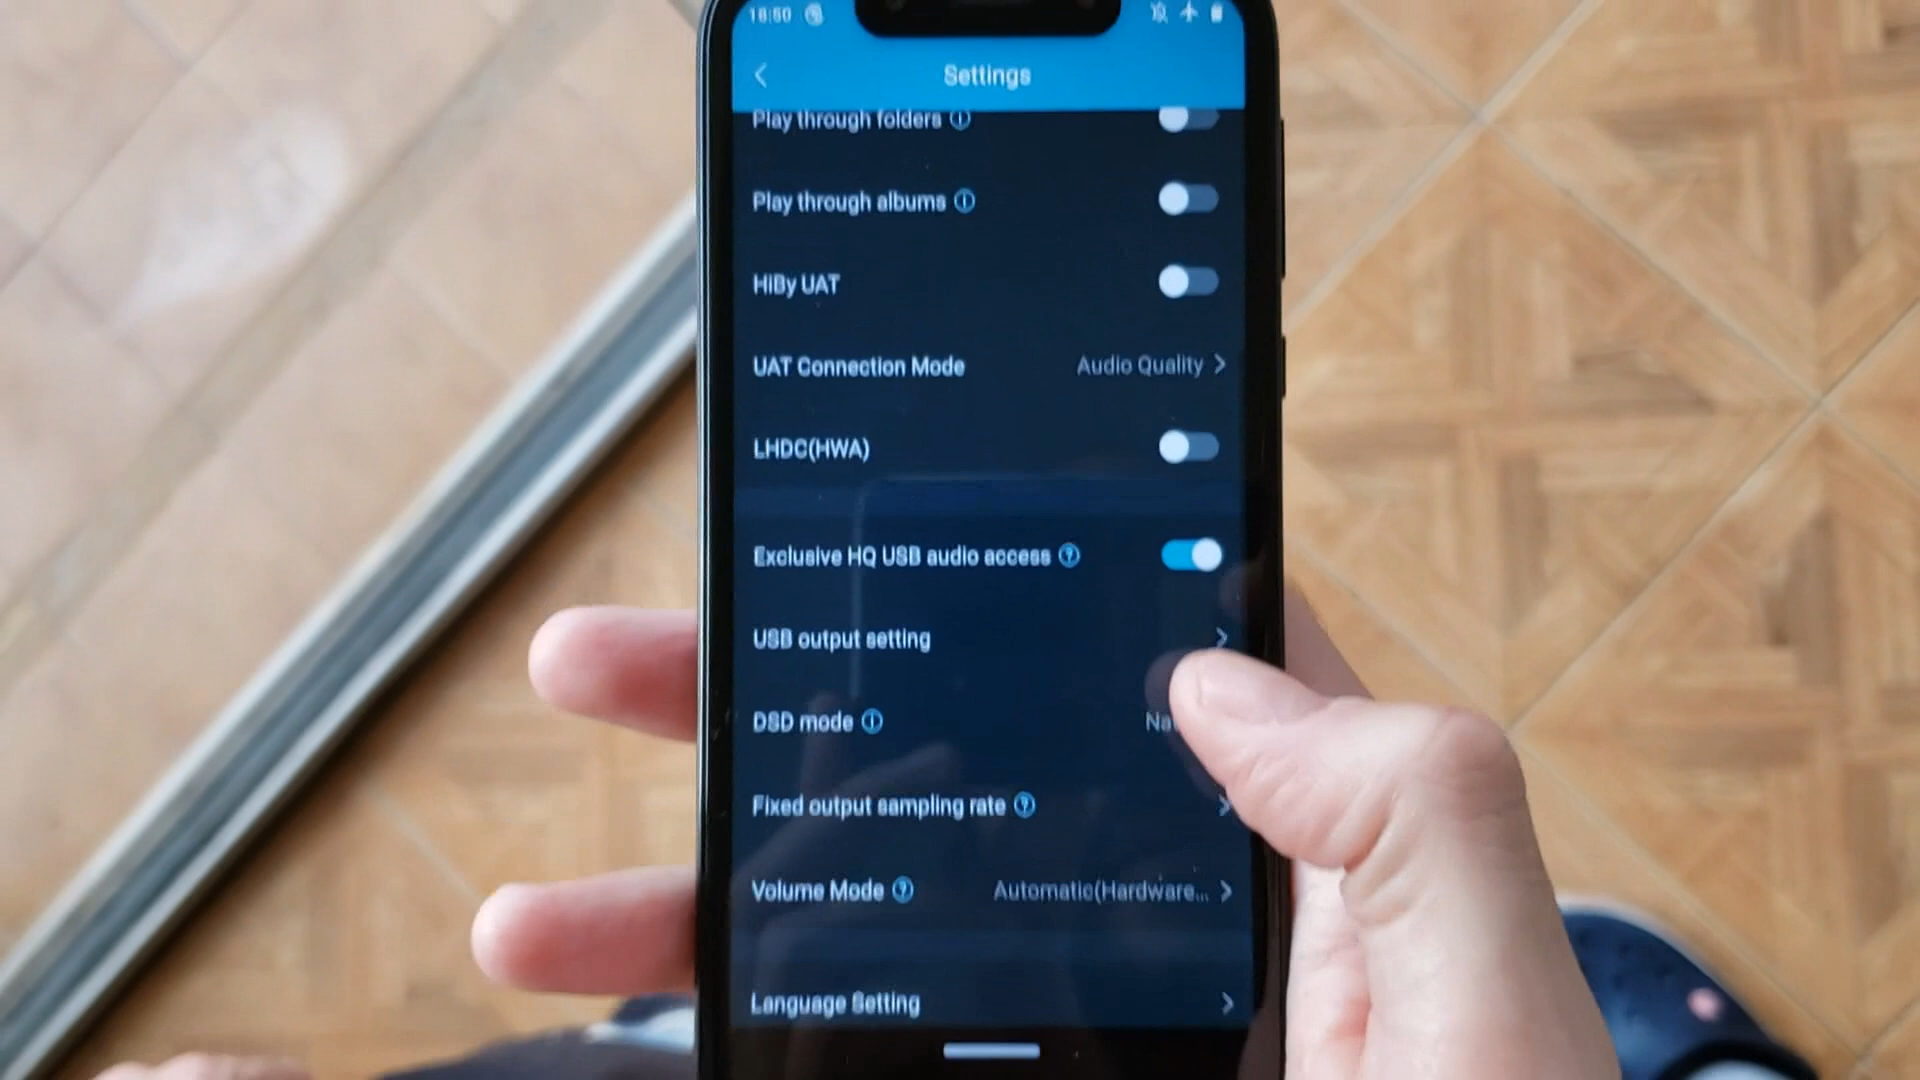 16:50
Settings
Play through folders
Play through albums
HiBy UAT
UAT Connection Mode Audio Quality
LHDC(HWA)
Exclusive HQ USB audio access
USB output setting
DSD mode Na
Fixed output sampling rate
Volume Mode Automatic(Hardware...
Language Setting